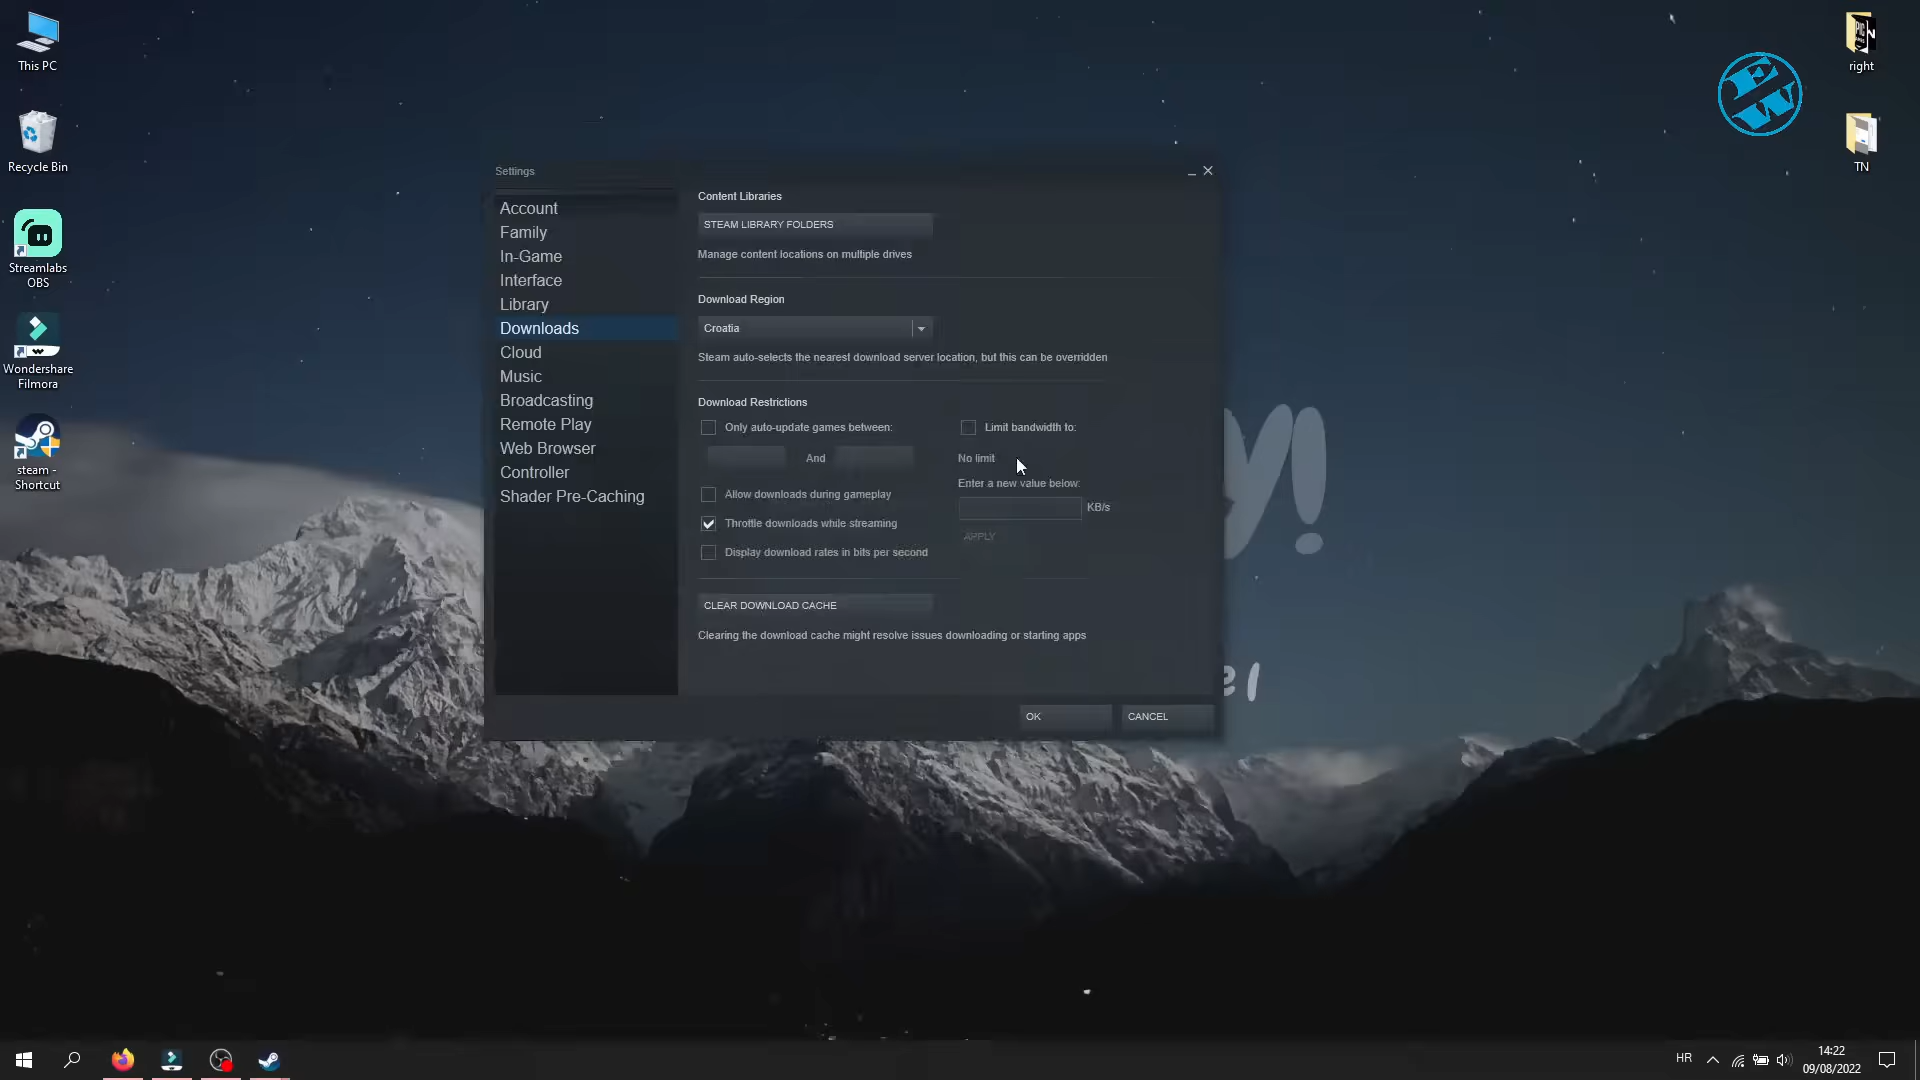 This PC
Recycle Bin
Streamlabs
OBS
Wondershare
Filmora
steam -
Shortcut
right
TN
Settings
Account
Family
In-Game
Interface
Library
Downloads
Cloud
Music
Broadcasting
Remote Play
Web Browser
Controller
Shader Pre-Caching
Content Libraries
STEAM LIBRARY FOLDERS
Manage content locations on multiple drives
Download Region
Croatia
Steam auto-selects the nearest download server location, but this can be overridden
Download Restrictions
Only auto-update games between:
And
Allow downloads during gameplay
Throttle downloads while streaming
Display download rates in bits per second
Limit bandwidth to:
No limit
Enter a new value below:
KB/s
APPLY
CLEAR DOWNLOAD CACHE
Clearing the download cache might resolve issues downloading or starting apps
OK
CANCEL
y!
el
HR
14:22
09/08/2022